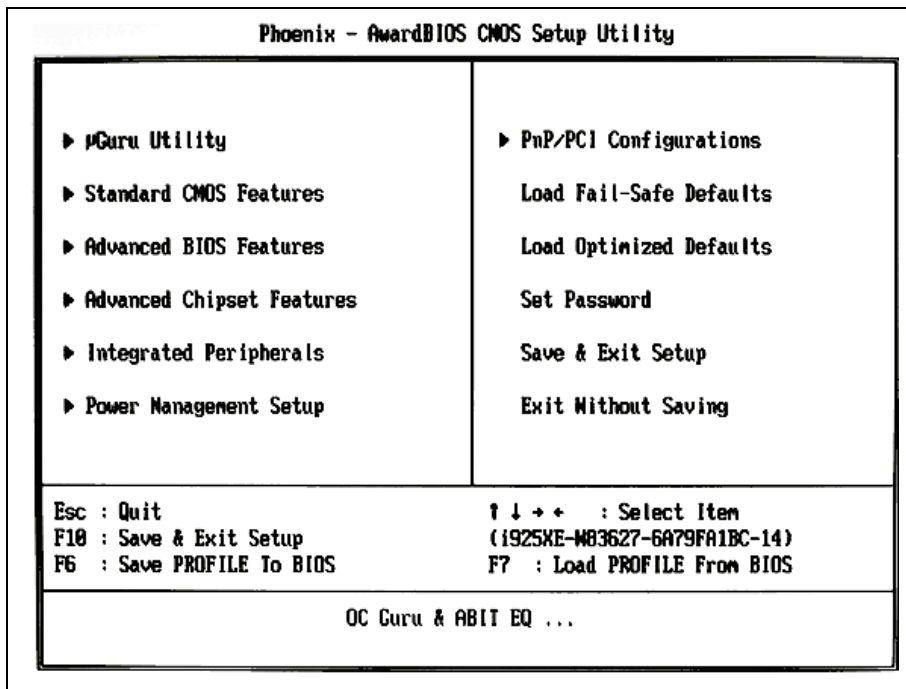 Phoenix - AwardBIOS CMOS Setup Utility
▶ µGuru Utility
▶ Standard CMOS Features
▶ Advanced BIOS Features
▶ Advanced Chipset Features
▶ Integrated Peripherals
▶ Power Management Setup
▶ PnP/PCI Configurations
Load Fail-Safe Defaults
Load Optimized Defaults
Set Password
Save & Exit Setup
Exit Without Saving
Esc : Quit
F10 : Save & Exit Setup
F6 : Save PROFILE To BIOS
↑ ↓ → ← : Select Item
(i925XE-W83627-6A79FA1BC-14)
F7 : Load PROFILE From BIOS
OC Guru & ABIT EQ ...